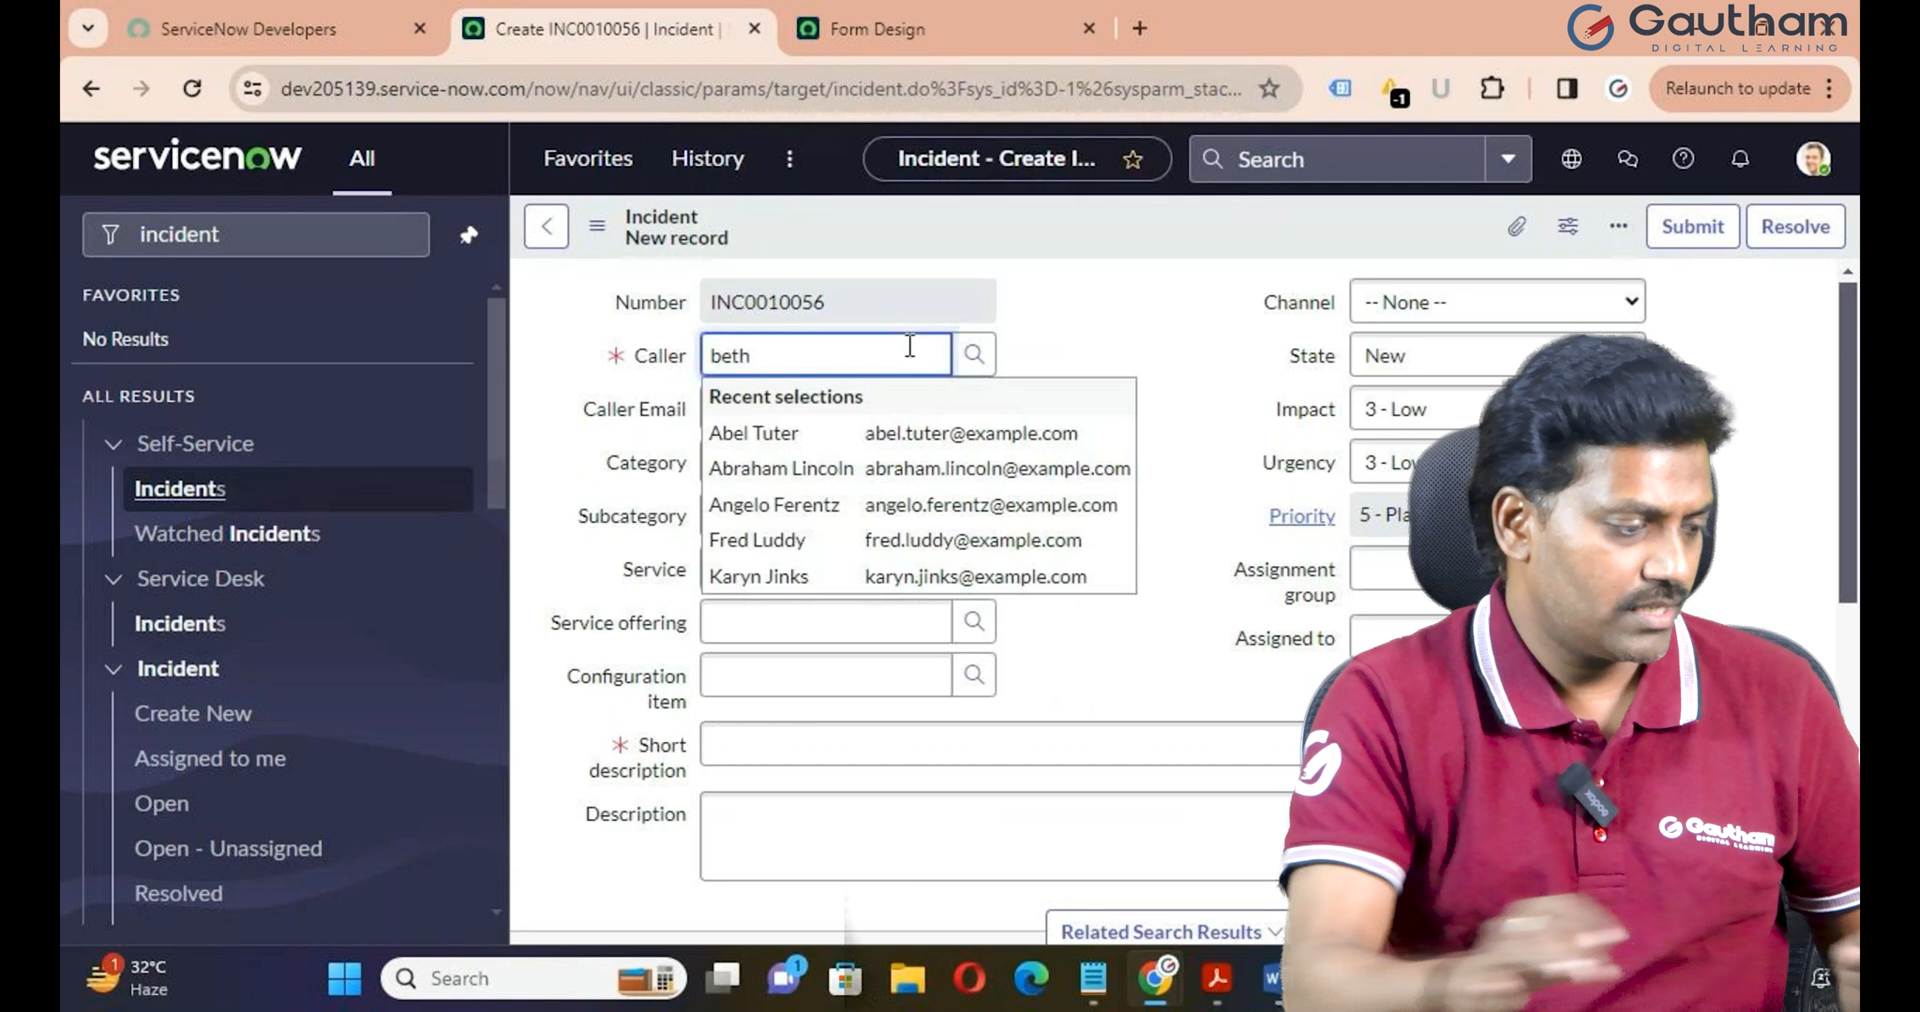 ServiceNow Developers
Create INC0010056 | Incident |
Form Design
Gautham
DIGITAL LEARNING
dev205139.service-now.com/now/nav/ui/classic/params/target/incident.do%3Fsys_id%3D-1%26sysparm_stac...
-1
Relaunch to update
servicenow
All
Favorites
History
Incident - Create I...
Search
incident
FAVORITES
No Results
ALL RESULTS
Self-Service
Incidents
Watched Incidents
Service Desk
Incidents
Incident
Create New
Assigned to me
Open
Open - Unassigned
Resolved
Incident
New record
Submit
Resolve
Number
INC0010056
Caller
beth
Recent selections
Abel Tuter abel.tuter@example.com
Abraham Lincoln abraham.lincoln@example.com
Angelo Ferentz angelo.ferentz@example.com
Fred Luddy fred.luddy@example.com
Karyn Jinks karyn.jinks@example.com
Caller Email
Category
Subcategory
Service
Service offering
Configuration
item
Short
description
Description
Channel
-- None --
State
New
Impact
3 - Low
Urgency
3 - Lo
Priority
5 - Pla
Assignment
group
Assigned to
Related Search Results
Gautham
DIGITAL LEARNING
1
32°C
Haze
Search
1